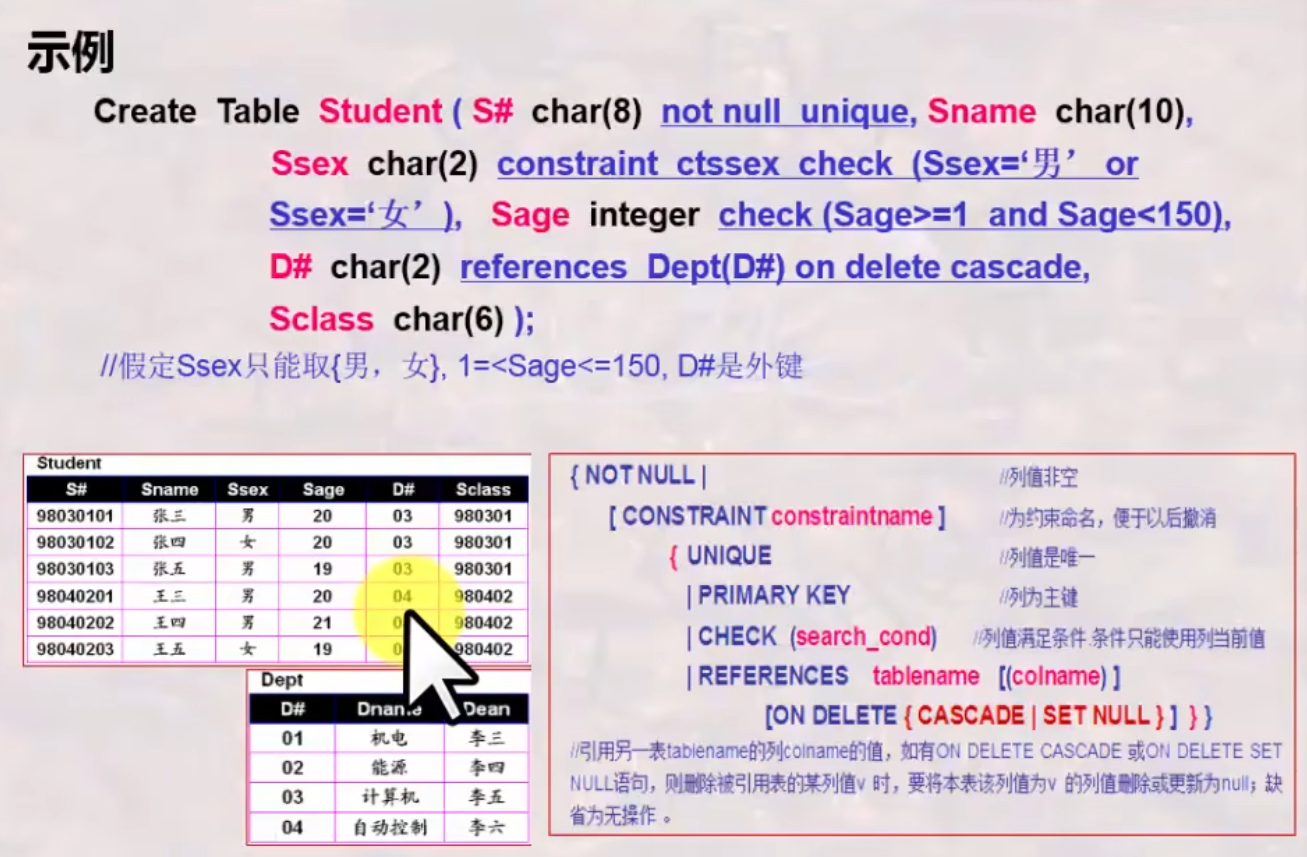 示例
Create Table Student ( S# char(8) not null unique, Sname char(10),
Ssex char(2) constraint ctssex check (Ssex=‘男’ or
Ssex=‘女’), Sage integer check (Sage>=1 and Sage<150),
D# char(2) references Dept(D#) on delete cascade,
Sclass char(6) );
//假定Ssex只能取{男，女}, 1=<Sage<=150, D#是外键
Student
S# Sname Ssex Sage D# Sclass
98030101 张三 男 20 03 980301
98030102 张四 女 20 03 980301
98030103 张五 男 19 03 980301
98040201 王三 男 20 04 980402
98040202 王四 男 21 980402
98040203 王五 女 19 980402
Dept
D# Dname Dean
01 机电 李三
02 能源 李四
03 计算机 李五
04 自动控制 李六
{ NOT NULL | //列值非空
[ CONSTRAINT constraintname ] //为约束命名，便于以后撤消
{ UNIQUE //列值是唯一
| PRIMARY KEY //列为主键
| CHECK (search_cond) //列值满足条件,条件只能使用列当前值
| REFERENCES tablename [(colname) ]
[ON DELETE { CASCADE | SET NULL } ] } }
//引用另一表tablename的列colname的值，如有ON DELETE CASCADE 或ON DELETE SET
NULL语句，则删除被引用表的某列值v 时，要将本表该列值为v 的列值删除或更新为null；缺
省为无操作 。